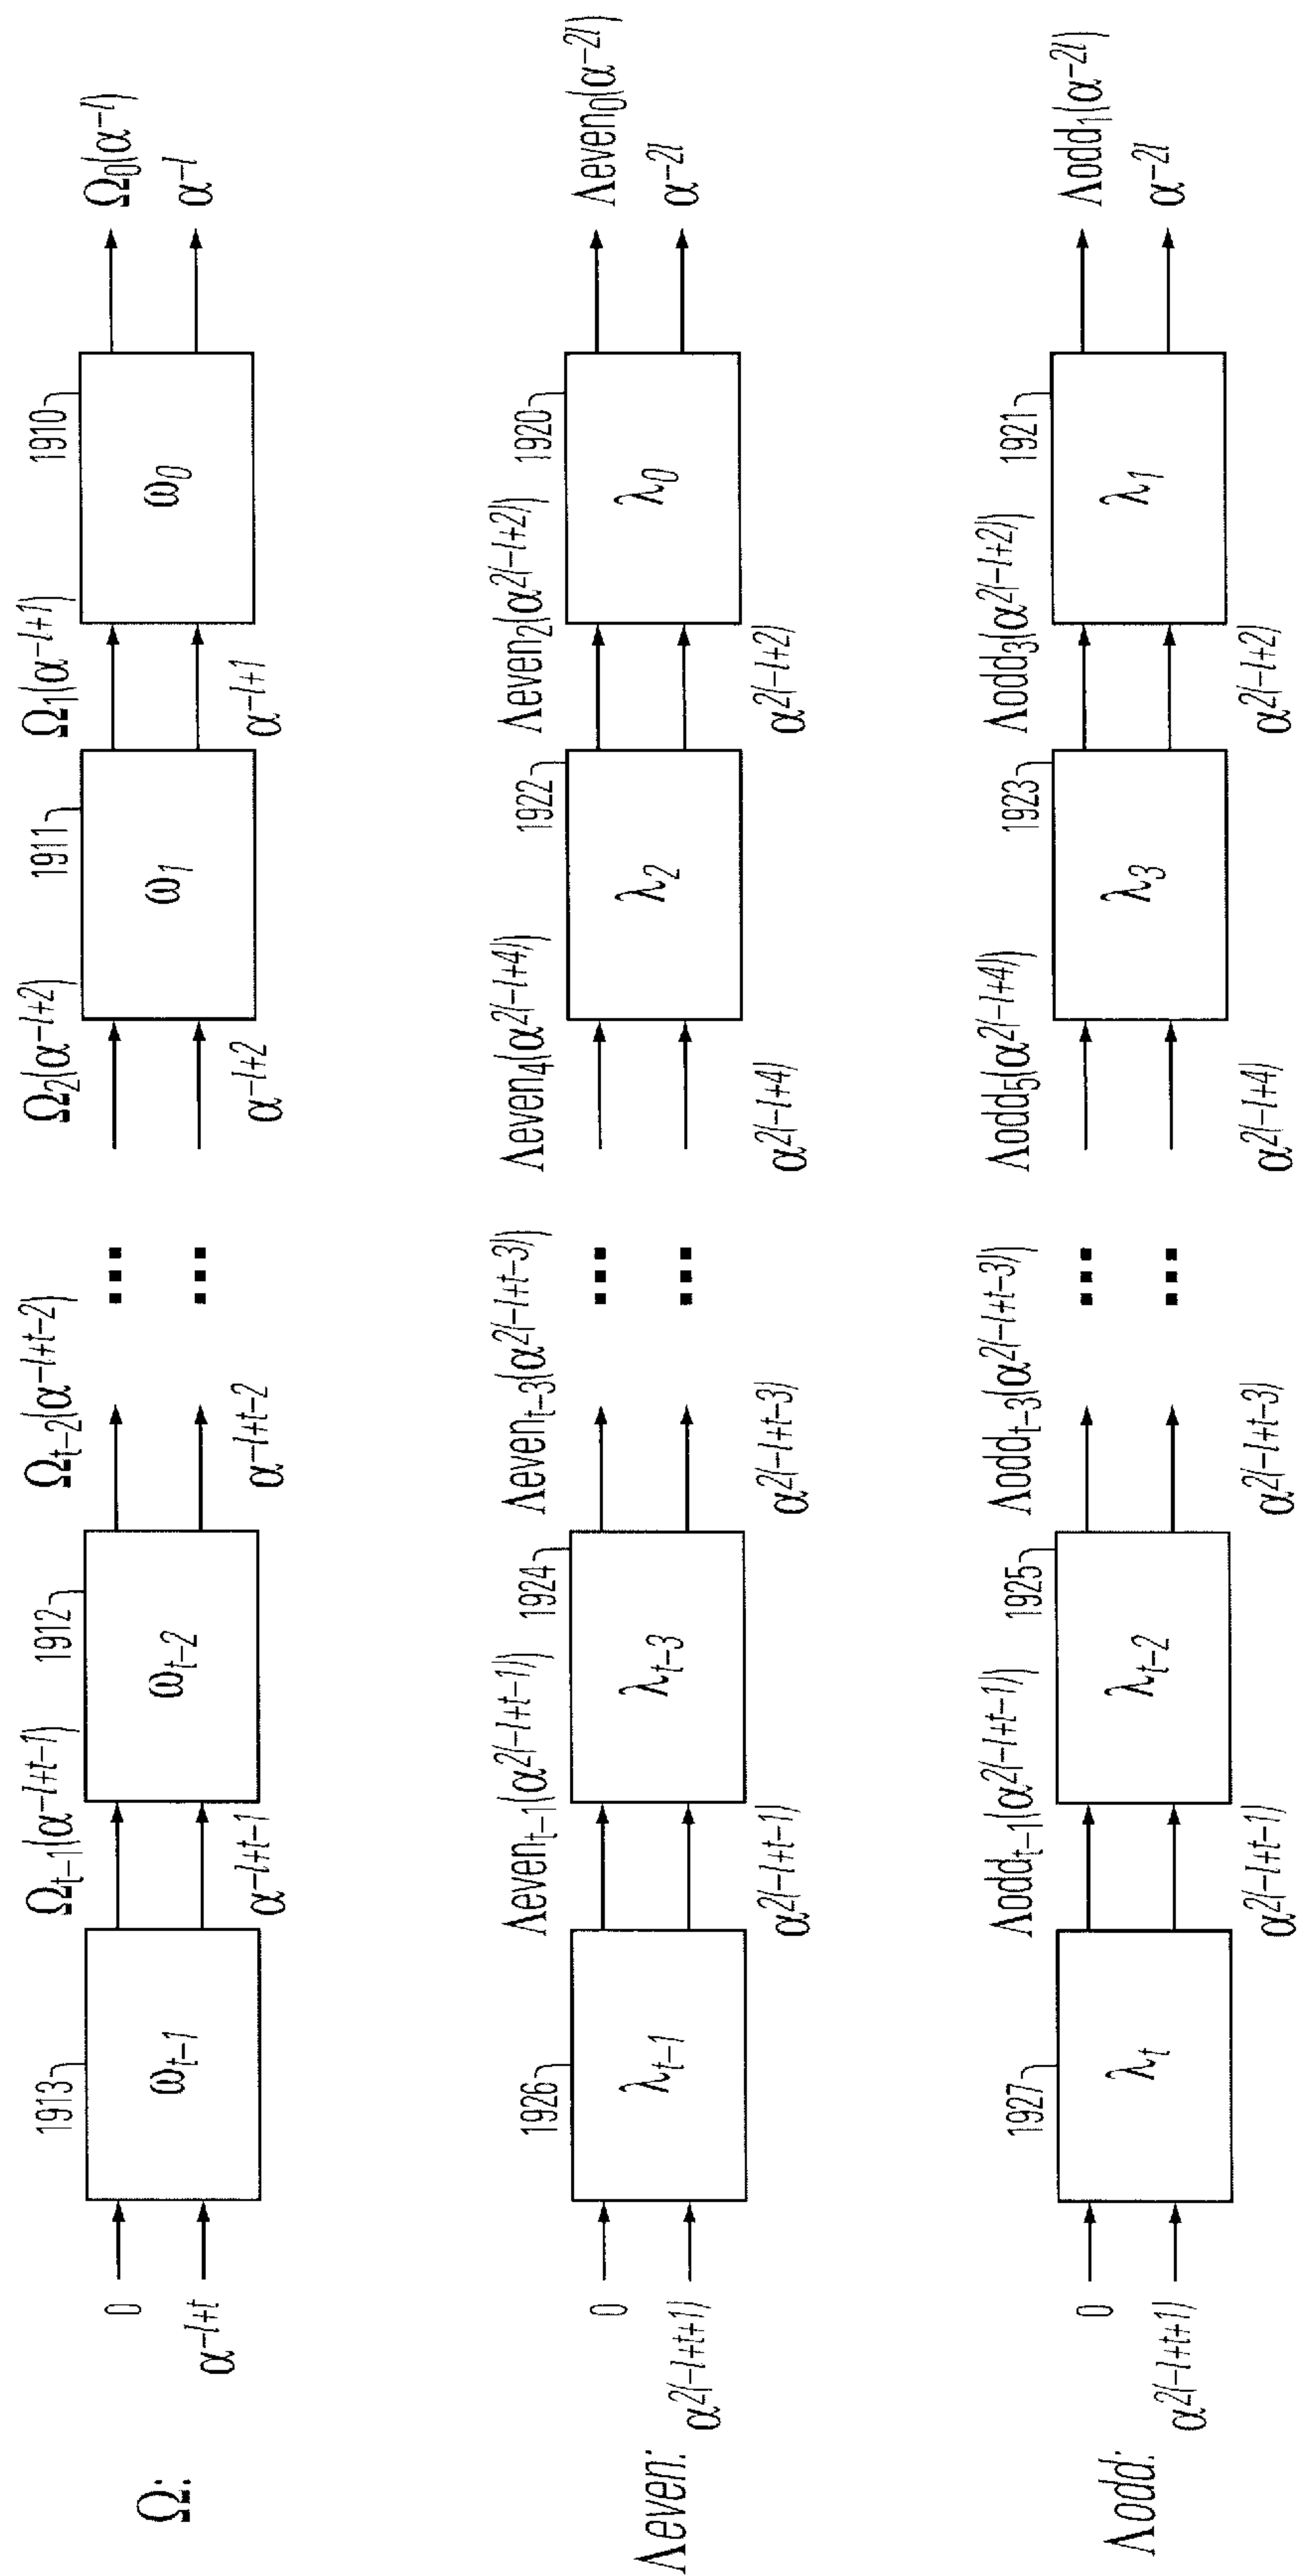 Ω:
0
α^{-l+t}
1913
ω_{t-1}
Ω_{t-1}(α^{-l+t-1})
α^{-l+t-1}
1912
ω_{t-2}
Ω_{t-2}(α^{-l+t-2})
α^{-l+t-2}
...
...
Ω_2(α^{-l+2})
α^{-l+2}
1911
ω_1
Ω_1(α^{-l+1})
α^{-l+1}
1910
ω_0
Ω_0(α^{-l})
α^{-l}
Λeven:
0
α^{2(-l+t+1)}
1926
λ_{t-1}
Λeven_{t-1}(α^{2(-l+t-1)})
α^{2(-l+t-1)}
1924
λ_{t-3}
Λeven_{t-3}(α^{2(-l+t-3)})
α^{2(-l+t-3)}
...
...
Λeven_4(α^{2(-l+4)})
α^{2(-l+4)}
1922
λ_2
Λeven_2(α^{2(-l+2)})
α^{2(-l+2)}
1920
λ_0
Λeven_0(α^{-2l})
α^{-2l}
Λodd:
0
α^{2(-l+t+1)}
1927
λ_t
Λodd_{t-1}(α^{2(-l+t-1)})
α^{2(-l+t-1)}
1925
λ_{t-2}
Λodd_{t-3}(α^{2(-l+t-3)})
α^{2(-l+t-3)}
...
...
Λodd_5(α^{2(-l+4)})
α^{2(-l+4)}
1923
λ_3
Λodd_3(α^{2(-l+2)})
α^{2(-l+2)}
1921
λ_1
Λodd_1(α^{-2l})
α^{-2l}